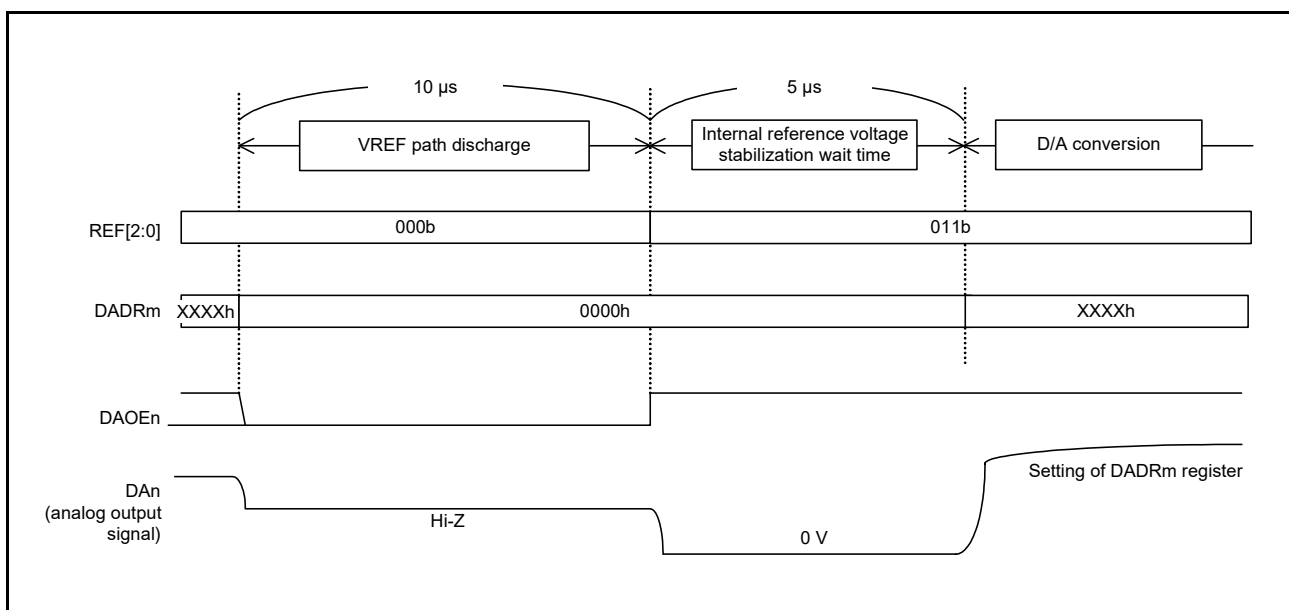 10 µs
5 µs
VREF path discharge
Internal reference voltage
stabilization wait time
D/A conversion
REF[2:0]
000b
011b
DADRm
XXXXh
0000h
XXXXh
DAOEn
DAn
(analog output
signal)
Hi-Z
0 V
Setting of DADRm register